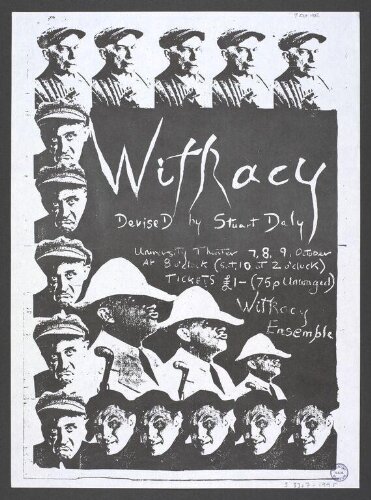 Witkacy
DeviseD by Stuart Daly
University Theater 7, 8, 9, October
At 8 o'clock (sat, 10 at 2 o'clock)
TICKETS £1- (75p Unwaged)
Witkacy
Ensemble